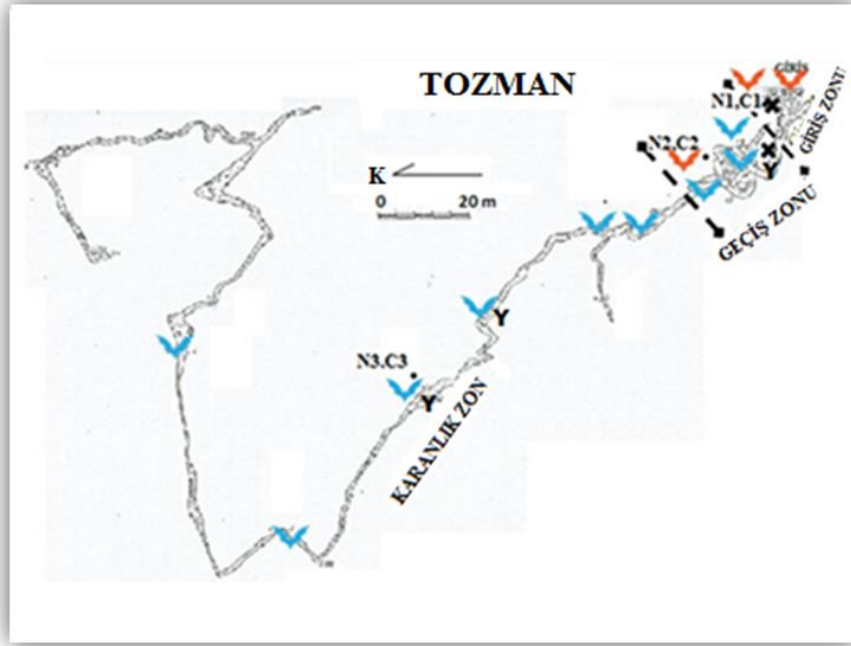 TOZMAN
GİRİŞ
N1,C1
GİRİŞ ZONU
N2,C2
K
0 20 m
GEÇİŞ ZONU
Y
Y
N3.C3
Y
KARANLIK ZON